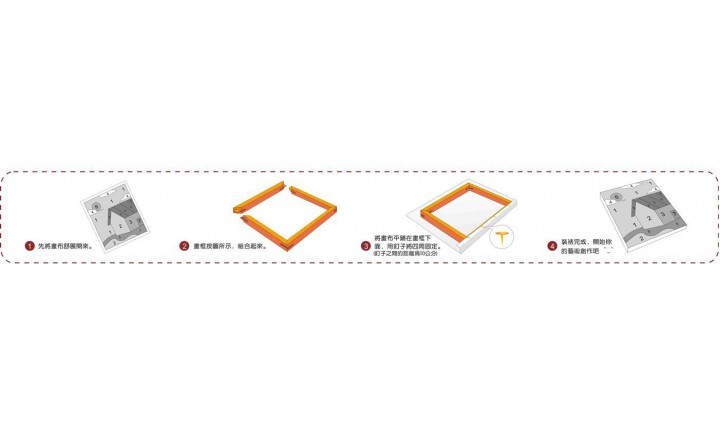 1 先將畫布舒展開來。
2 畫框按圖所示，組合起來。
3 將畫布平鋪在畫框下
面，用釘子將四周固定。
(釘子之間的距離為10公分)
4 裝裱完成，開始你
的藝術創作吧